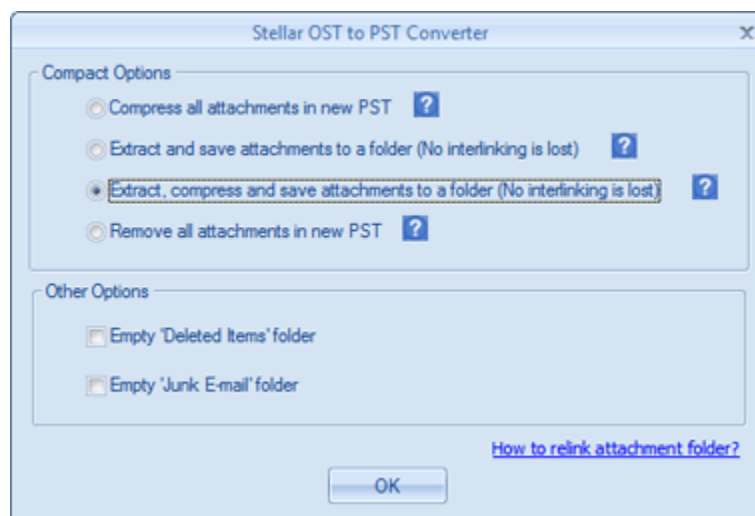 Stellar OST to PST Converter
x
Compact Options
Compress all attachments in new PST ?
Extract and save attachments to a folder (No interlinking is lost) ?
Extract, compress and save attachments to a folder (No interlinking is lost) ?
Remove all attachments in new PST ?
Other Options
Empty 'Deleted Items' folder
Empty 'Junk E-mail' folder
How to relink attachment folder?
OK